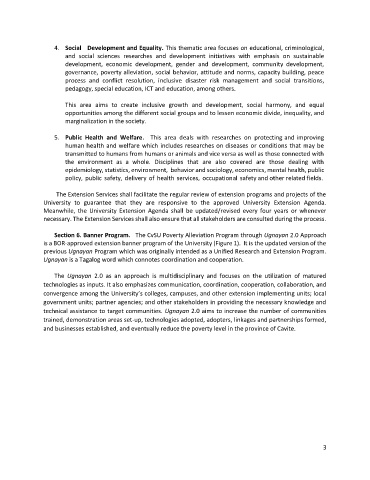 4. Social Development and Equality. This thematic area focuses on educational, criminological,
and social sciences researches and development initiatives with emphasis on sustainable
development, economic development, gender and development, community development,
governance, poverty alleviation, social behavior, attitude and norms, capacity building, peace
process and conflict resolution, inclusive disaster risk management and social transitions,
pedagogy, special education, ICT and education, among others.
This area aims to create inclusive growth and development, social harmony, and equal
opportunities among the different social groups and to lessen economic divide, inequality, and
marginalization in the society.
5. Public Health and Welfare. This area deals with researches on protecting and improving
human health and welfare which includes researches on diseases or conditions that may be
transmitted to humans from humans or animals and vice versa as well as those connected with
the environment as a whole. Disciplines that are also covered are those dealing with
epidemiology, statistics, environment, behavior and sociology, economics, mental health, public
policy, public safety, delivery of health services, occupational safety and other related fields.
The Extension Services shall facilitate the regular review of extension programs and projects of the
University to guarantee that they are responsive to the approved University Extension Agenda.
Meanwhile, the University Extension Agenda shall be updated/revised every four years or whenever
necessary. The Extension Services shall also ensure that all stakeholders are consulted during the process.
Section 6. Banner Program. The CvSU Poverty Alleviation Program through Ugnayan 2.0 Approach
is a BOR-approved extension banner program of the University (Figure 1). It is the updated version of the
previous Ugnayan Program which was originally intended as a Unified Research and Extension Program.
Ugnayan is a Tagalog word which connotes coordination and cooperation.
The Ugnayan 2.0 as an approach is multidisciplinary and focuses on the utilization of matured
technologies as inputs. It also emphasizes communication, coordination, cooperation, collaboration, and
convergence among the University's colleges, campuses, and other extension implementing units; local
government units; partner agencies; and other stakeholders in providing the necessary knowledge and
technical assistance to target communities. Ugnayan 2.0 aims to increase the number of communities
trained, demonstration areas set-up, technologies adopted, adopters, linkages and partnerships formed,
and businesses established, and eventually reduce the poverty level in the province of Cavite.
3